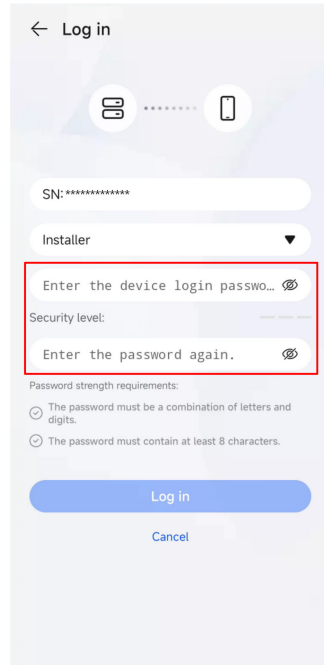 Log in
SN:*************
Installer
Enter the device login passwo...
Security level:
Enter the password again.
Password strength requirements:
The password must be a combination of letters and
digits.
The password must contain at least 8 characters.
Log in
Cancel